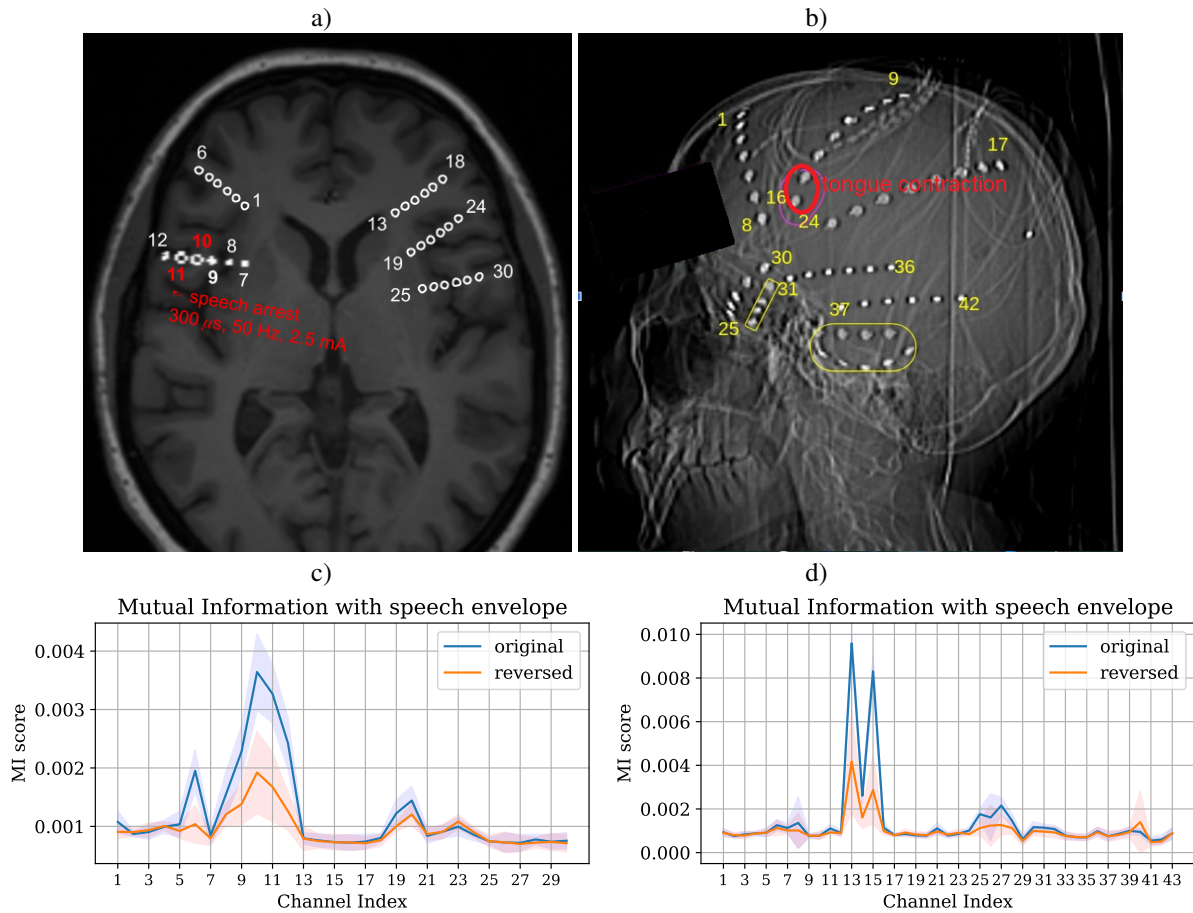 a)
b)
6
1
18
13
24
19
30
25
12
10
8
11
9
7
← speech arrest
300 μs, 50 Hz, 2.5 mA
1
9
17
16
tongue contraction
8
24
30
36
31
25
37
42
c)
d)
Mutual Information with speech envelope
MI score
0.004
0.003
0.002
0.001
original
reversed
1 3 5 7 9 11 13 15 17 19 21 23 25 27 29
Channel Index
Mutual Information with speech envelope
MI score
0.010
0.008
0.006
0.004
0.002
0.000
original
reversed
1 3 5 7 9 11 13 15 17 19 21 23 25 27 29 31 33 35 37 39 41 43
Channel Index